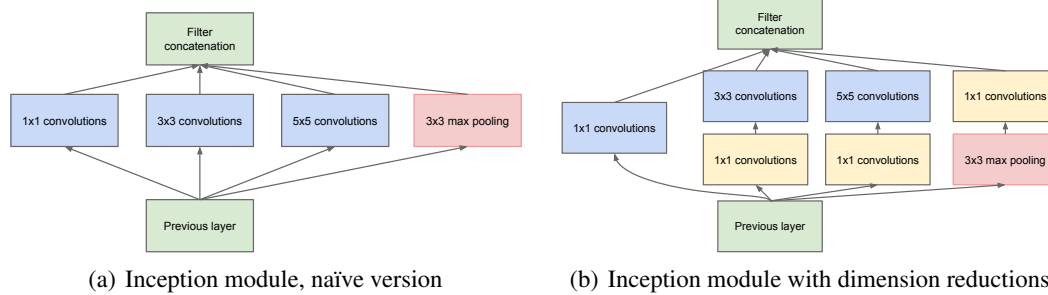 Filter
concatenation
1x1 convolutions
3x3 convolutions
5x5 convolutions
3x3 max pooling
Previous layer
(a) Inception module, naïve version
Filter
concatenation
3x3 convolutions
5x5 convolutions
1x1 convolutions
1x1 convolutions
1x1 convolutions
1x1 convolutions
3x3 max pooling
Previous layer
(b) Inception module with dimension reductions